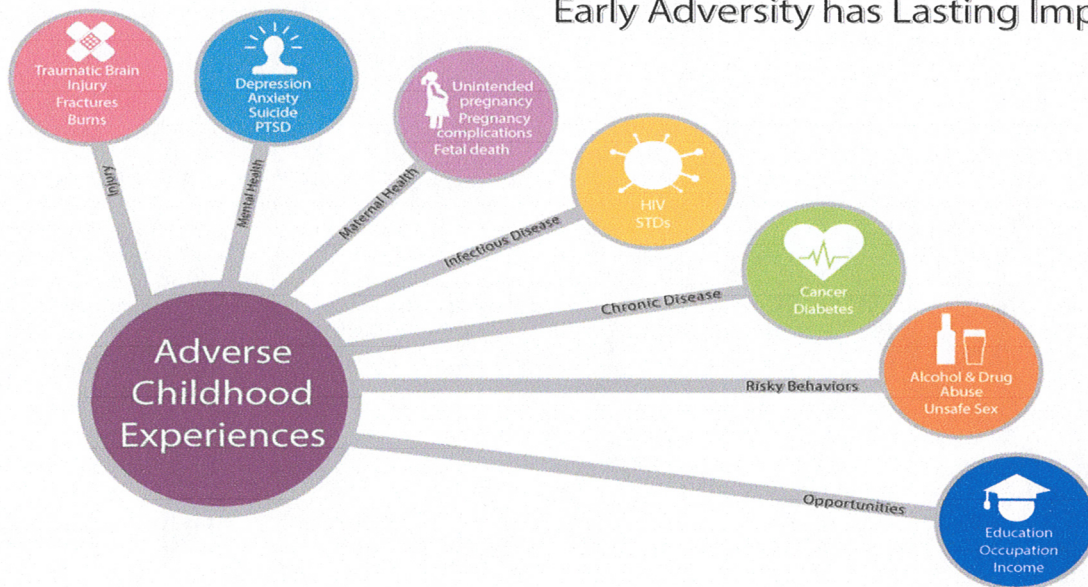 Early Adversity has Lasting Imp
Traumatic Brain
Injury
Fractures
Burns
Depression
Anxiety
Suicide
PTSD
Unintended
pregnancy
Pregnancy
complications
Fetal death
HIV
STDs
Cancer
Diabetes
Alcohol & Drug
Abuse
Unsafe Sex
Education
Occupation
Income
Injury
Mental Health
Maternal Health
Infectious Disease
Chronic Disease
Risky Behaviors
Opportunities
Adverse
Childhood
Experiences